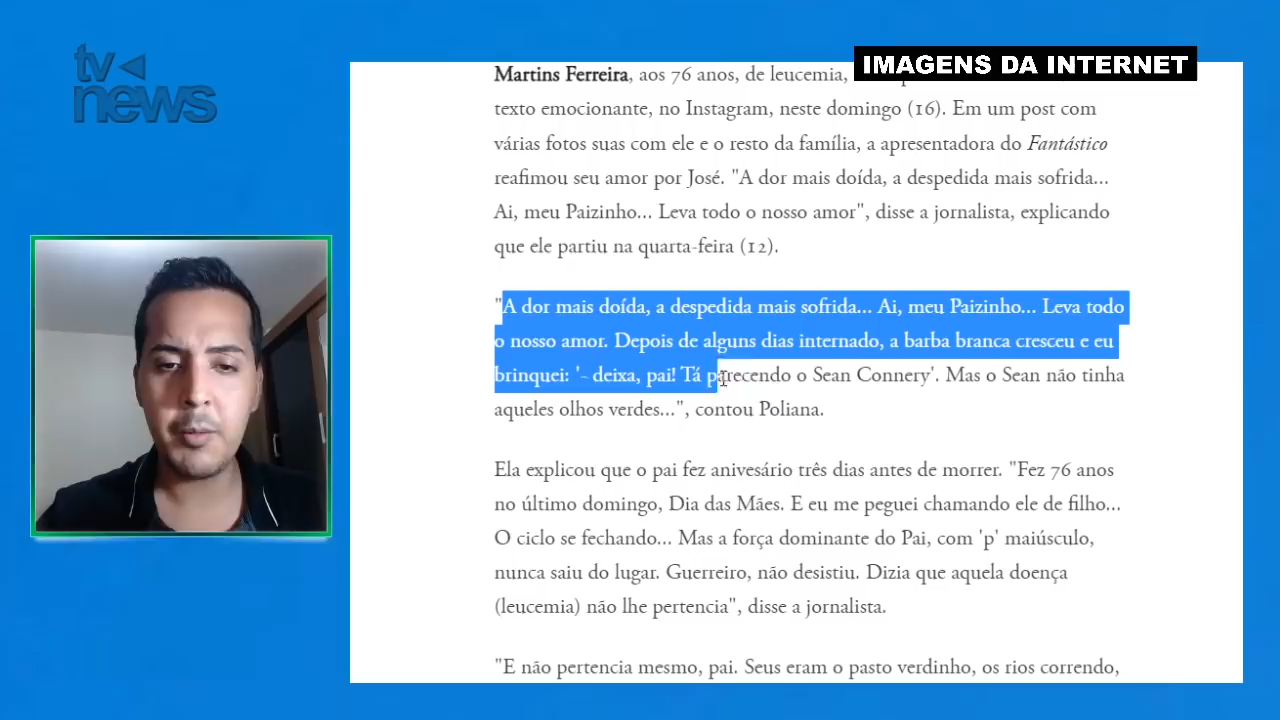 tv
news
IMAGENS DA INTERNET
Martins Ferreira, aos 76 anos, de leucemia,
texto emocionante, no Instagram, neste domingo (16). Em um post com
várias fotos suas com ele e o resto da família, a apresentadora do Fantástico
reafimou seu amor por José. "A dor mais doída, a despedida mais sofrida...
Ai, meu Paizinho... Leva todo o nosso amor", disse a jornalista, explicando
que ele partiu na quarta-feira (12).
"A dor mais doída, a despedida mais sofrida... Ai, meu Paizinho... Leva todo
o nosso amor. Depois de alguns dias internado, a barba branca cresceu e eu
brinquei: '- deixa, pai! Tá parecendo o Sean Connery'. Mas o Sean não tinha
aqueles olhos verdes...", contou Poliana.
Ela explicou que o pai fez anivesário três dias antes de morrer. "Fez 76 anos
no último domingo, Dia das Mães. E eu me peguei chamando ele de filho...
O ciclo se fechando... Mas a força dominante do Pai, com 'p' maiúsculo,
nunca saiu do lugar. Guerreiro, não desistiu. Dizia que aquela doença
(leucemia) não lhe pertencia", disse a jornalista.
"E não pertencia mesmo, pai. Seus eram o pasto verdinho, os rios correndo,